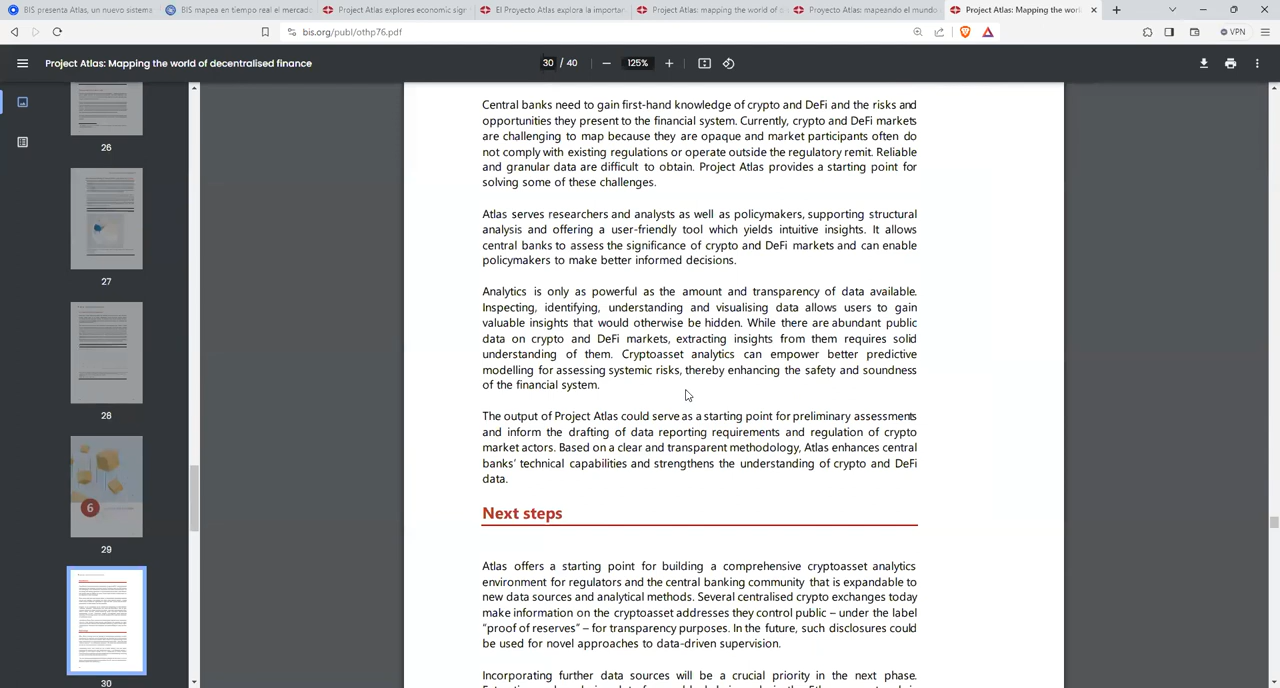 BIS presenta Atlas, un nuevo sistema
BIS mapea en tiempo real el mercado
Project Atlas explores economic sign
El Proyecto Atlas explora la importan
Project Atlas: mapping the world of d
Proyecto Atlas: mapeando el mundo
Project Atlas: Mapping the worl
bis.org/publ/othp76.pdf
VPN
Project Atlas: Mapping the world of decentralised finance
30 / 40
125%
Central banks need to gain first-hand knowledge of crypto and DeFi and the risks and
opportunities they present to the financial system. Currently, crypto and DeFi markets
are challenging to map because they are opaque and market participants often do
not comply with existing regulations or operate outside the regulatory remit. Reliable
and granular data are difficult to obtain. Project Atlas provides a starting point for
solving some of these challenges.
Atlas serves researchers and analysts as well as policymakers, supporting structural
analysis and offering a user-friendly tool which yields intuitive insights. It allows
central banks to assess the significance of crypto and DeFi markets and can enable
policymakers to make better informed decisions.
Analytics is only as powerful as the amount and transparency of data available.
Inspecting, identifying, understanding and visualising data allows users to gain
valuable insights that would otherwise be hidden. While there are abundant public
data on crypto and DeFi markets, extracting insights from them requires solid
understanding of them. Cryptoasset analytics can empower better predictive
modelling for assessing systemic risks, thereby enhancing the safety and soundness
of the financial system.
The output of Project Atlas could serve as a starting point for preliminary assessments
and inform the drafting of data reporting requirements and regulation of crypto
market actors. Based on a clear and transparent methodology, Atlas enhances central
banks' technical capabilities and strengthens the understanding of crypto and DeFi
data.
Next steps
Atlas offers a starting point for building a comprehensive cryptoasset analytics
environment for regulators and the central banking community that is expandable to
new data sources and analytical methods. Several centralised crypto exchanges today
make information on the cryptoasset addresses they control public – under the label
"proof of reserves" – for transparency purposes. In the future, such disclosures could
be used for novel approaches to data-driven supervision.
Incorporating further data sources will be a crucial priority in the next phase.
26
27
28
6
29
30